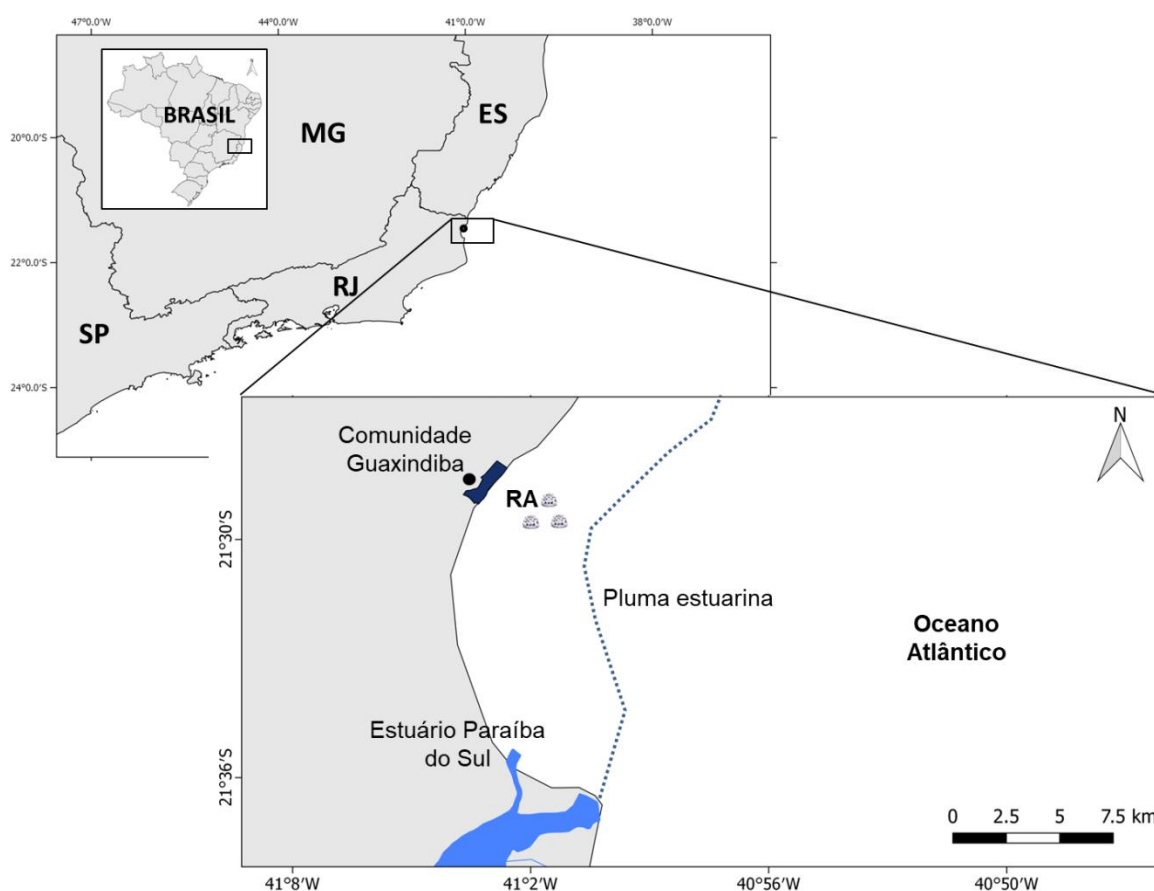 47°0.0'W
44°0.0'W
41°0.0'W
38°0.0'W
BRASIL
MG
ES
20°0.0'S
22°0.0'S
24°0.0'S
RJ
SP
Comunidade
Guaxindiba
RA
N
21°30'S
Pluma estuarina
Oceano
Atlântico
Estuário Paraíba
do Sul
21°36'S
0 2.5 5 7.5 km
41°8'W
41°2'W
40°56'W
40°50'W